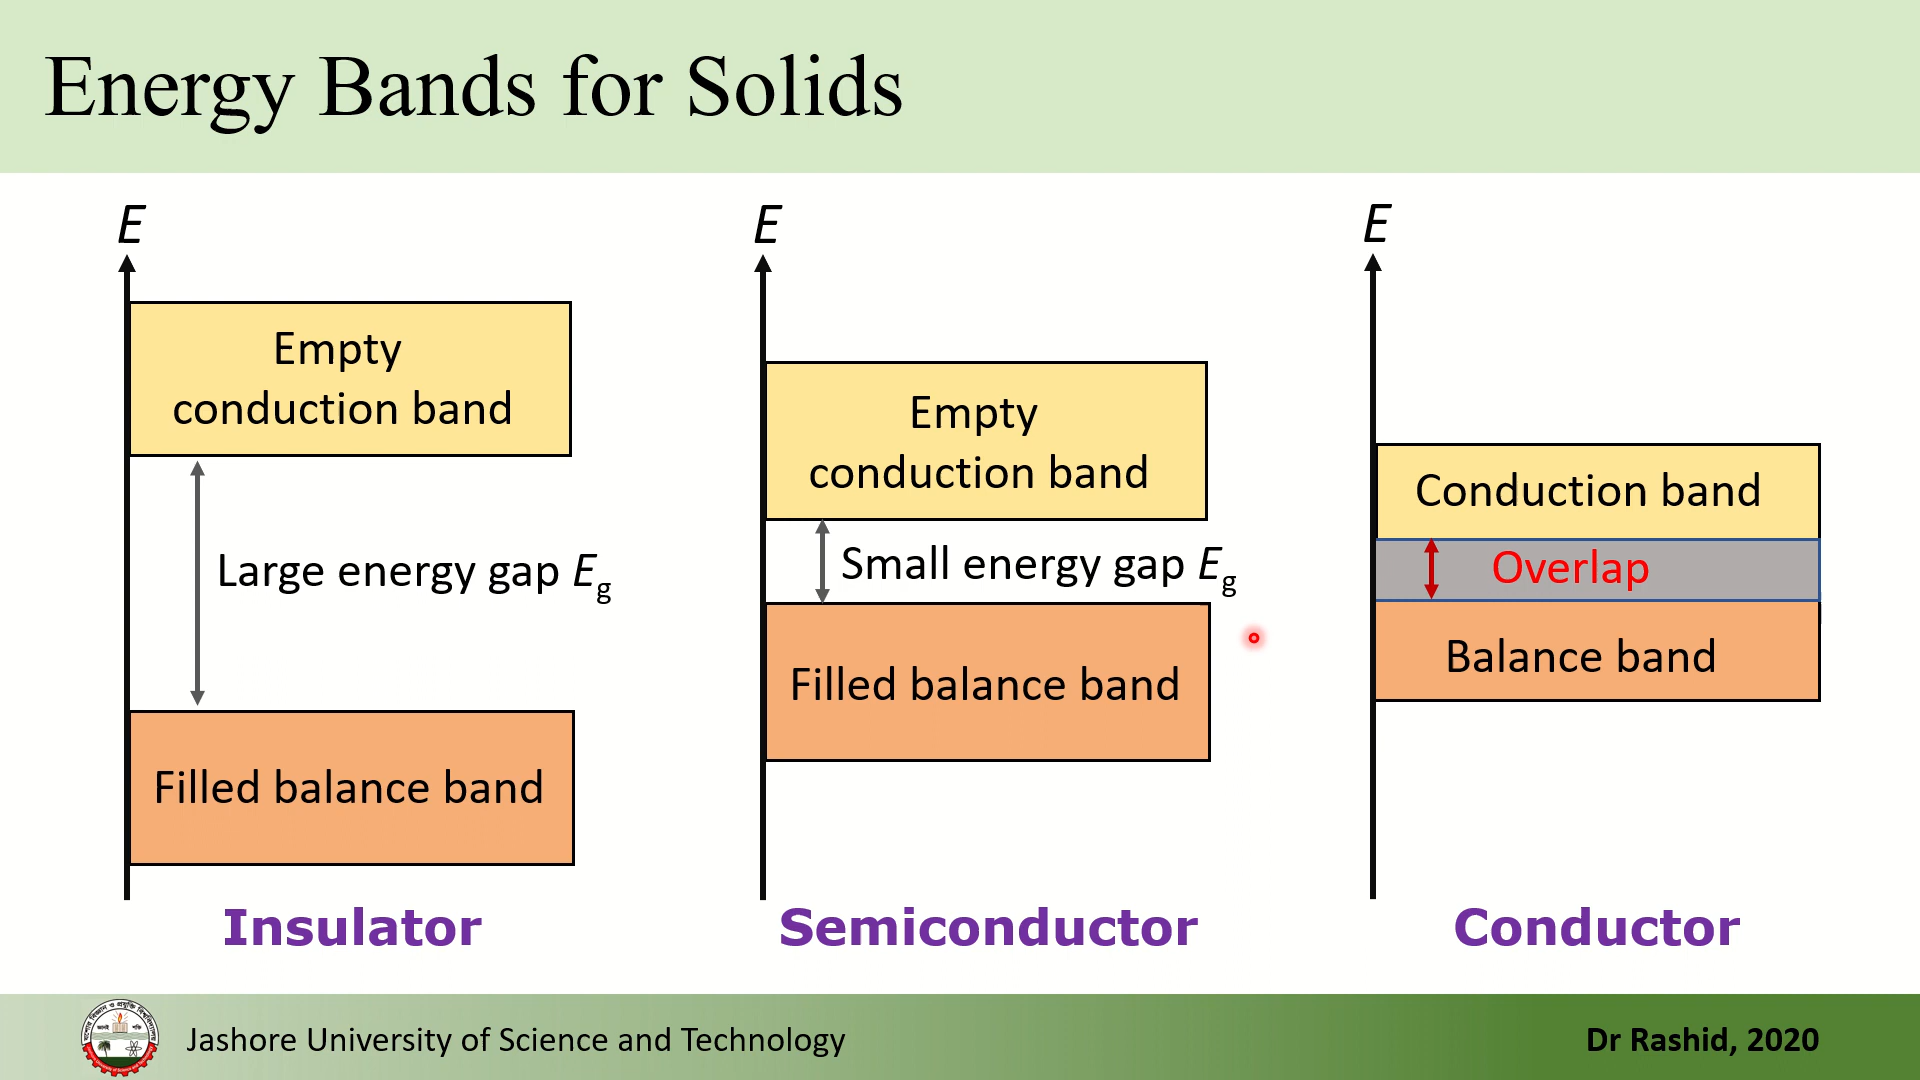 Energy Bands for Solids
E
Empty
conduction band
Large energy gap Eg
Filled balance band
Insulator
E
Empty
conduction band
Small energy gap Eg
Filled balance band
Semiconductor
E
Conduction band
Overlap
Balance band
Conductor
Jashore University of Science and Technology
Dr Rashid, 2020